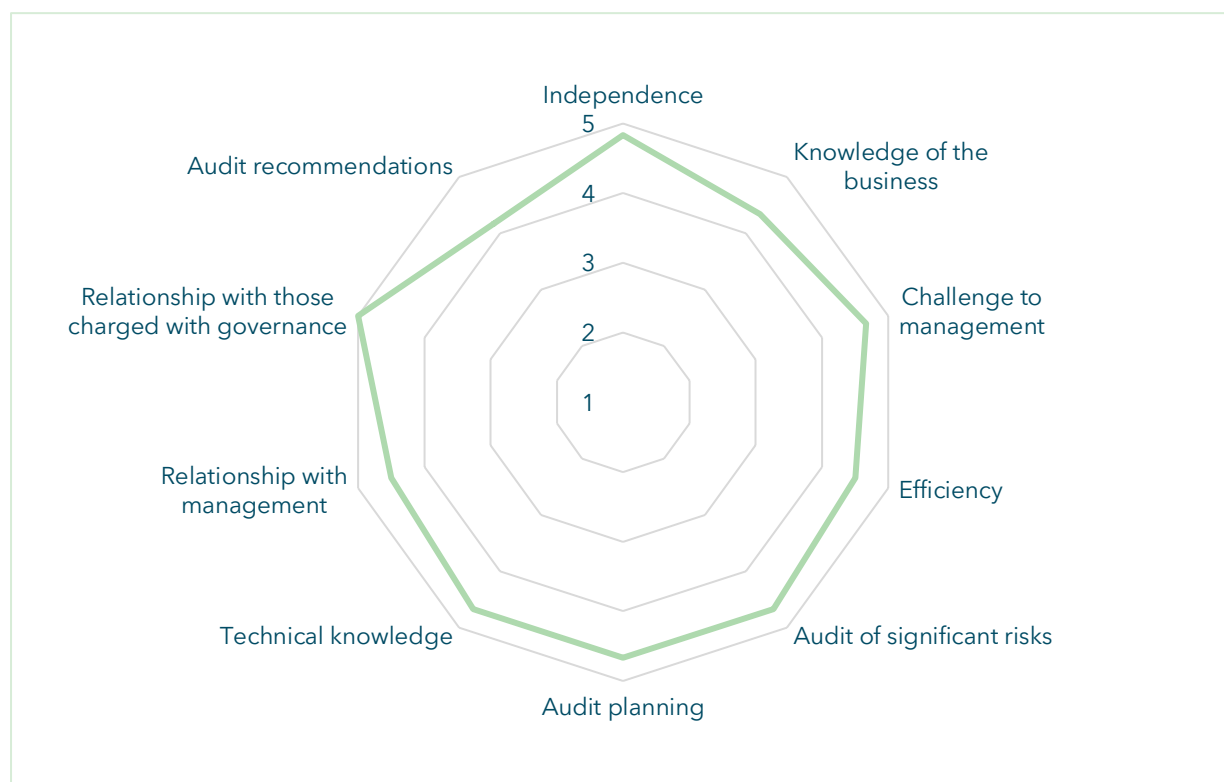 Independence
5
Knowledge of the
business
Audit recommendations
4
3
Relationship with those
charged with governance
Challenge to
management
2
1
Relationship with
management
Efficiency
Technical knowledge
Audit of significant risks
Audit planning